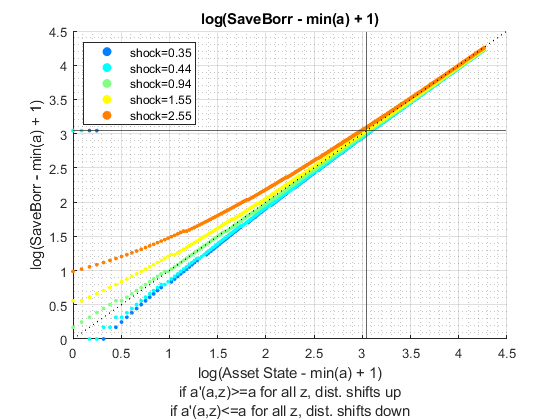 log(SaveBorr - min(a) + 1)
4.5
4
3.5
3
2.5
2
1.5
1
0.5
0
log(SaveBorr - min(a) + 1)
shock=0.35
shock=0.44
shock=0.94
shock=1.55
shock=2.55
0 0.5 1 1.5 2 2.5 3 3.5 4 4.5
log(Asset State - min(a) + 1)
if a'(a,z)>=a for all z, dist. shifts up
if a'(a,z)<=a for all z, dist. shifts down